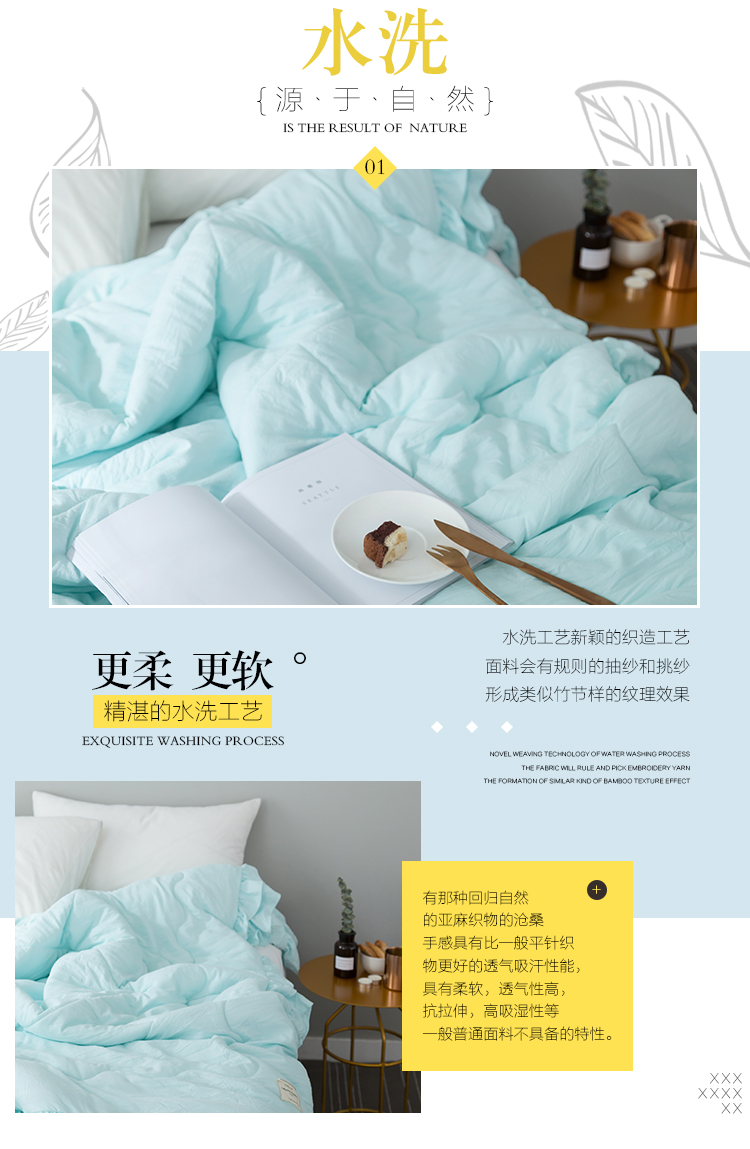 水洗
{源、于、自、然}
IS THE RESULT OF NATURE
01
水洗工艺新颖的织造工艺
面料会有规则的抽纱和挑纱
形成类似竹节样的纹理效果
更柔 更软
精湛的水洗工艺
EXQUISITE WASHING PROCESS
NOVEL WEAVING TECHNOLOGY OF WATER WASHING PROCESS
THE FABRIC WILL RULE AND PICK EMBROIDERY YARN
THE FORMATION OF SIMILAR KIND OF BAMBOO TEXTURE EFFECT
有那种回归自然
的亚麻织物的沧桑
手感具有比一般平针织
物更好的透气吸汗性能，
具有柔软，透气性高，
抗拉伸，高吸湿性等
一般普通面料不具备的特性。
XXX
XXXX
XX